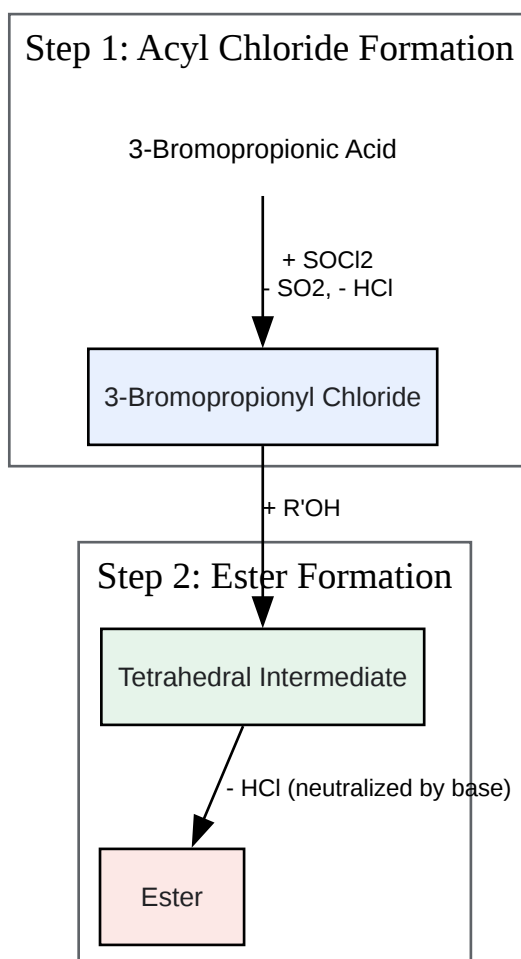 Step 1: Acyl Chloride Formation
3-Bromopropionic Acid
+ SOCl2
- SO2, - HCl
3-Bromopropionyl Chloride
+ R'OH
Step 2: Ester Formation
Tetrahedral Intermediate
- HCl (neutralized by base)
Ester